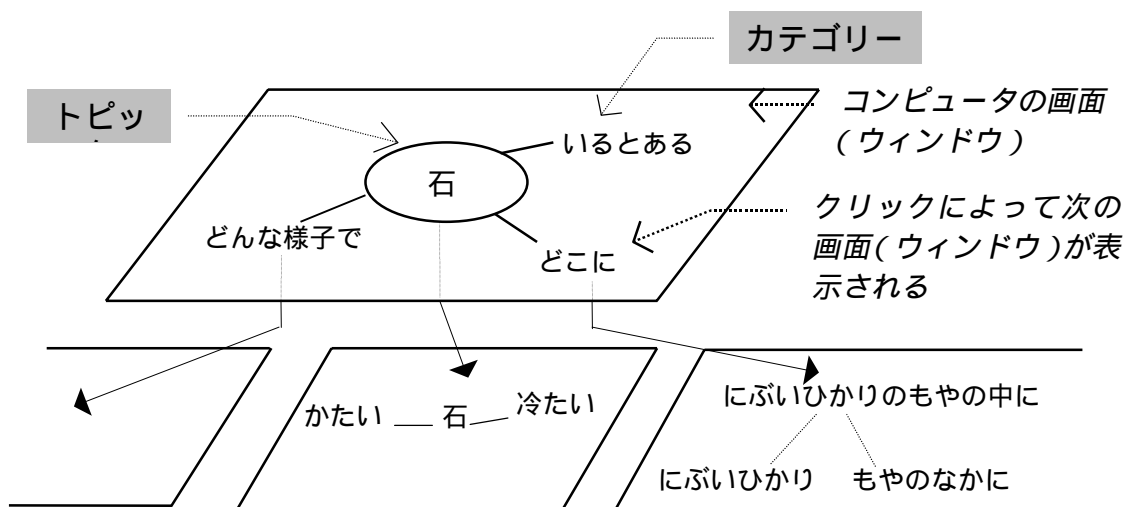 カテゴリー
トピッ
コンピュータの画面
(ウィンドウ)
いるとある
石
クリックによって次の
画面(ウィンドウ)が表
示される
どんな様子で
どこに
にぶいひかりのもやの中に
かたい 石 冷たい
にぶいひかり もやのなかに